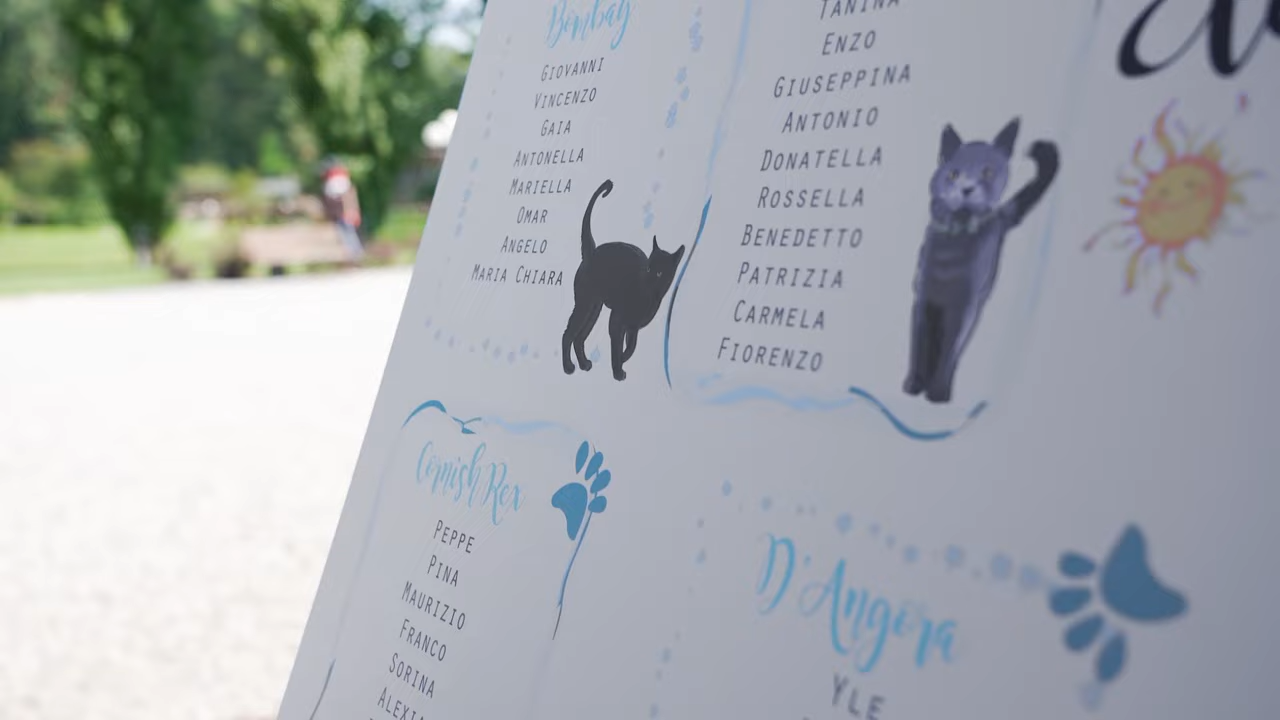 Bombay
GIOVANNI
VINCENZO
GAIA
ANTONELLA
MARIELLA
OMAR
ANGELO
MARIA CHIARA
TANINA
ENZO
GIUSEPPINA
ANTONIO
DONATELLA
ROSSELLA
BENEDETTO
PATRIZIA
CARMELA
FIORENZO
Cornish Rex
PEPPE
PINA
MAURIZIO
FRANCO
SORINA
D'Angora
YLE